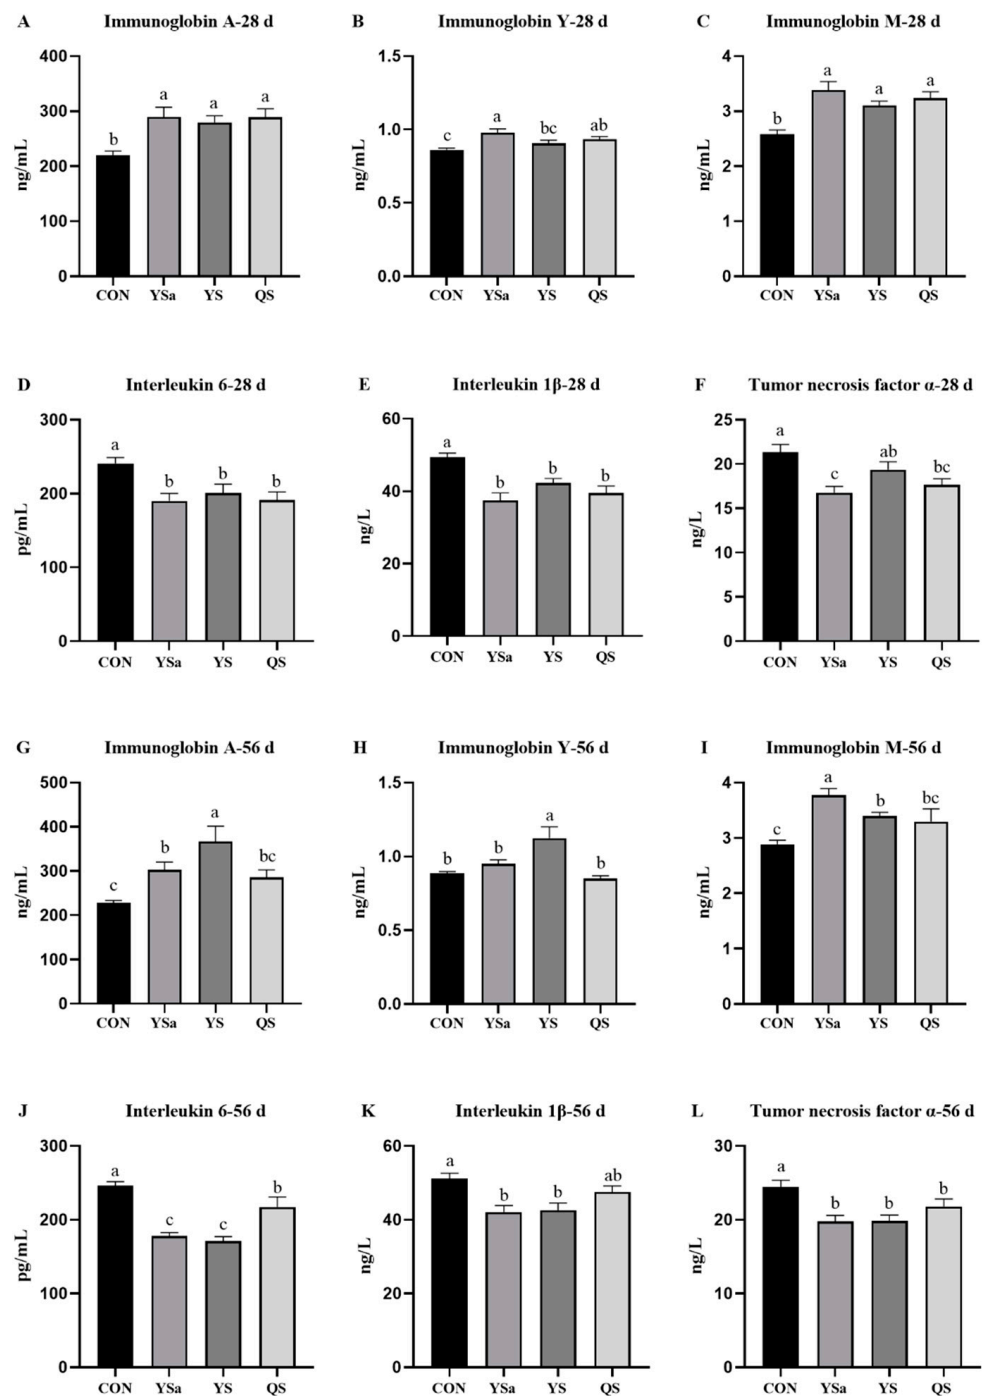 A Immunoglobin A-28 d
400
300
200
100
0
ng/mL
b a a a
CON YSa YS QS
B Immunoglobin Y-28 d
1.5
1.0
0.5
0.0
ng/mL
c a bc ab
CON YSa YS QS
C Immunoglobin M-28 d
4
3
2
1
0
ng/mL
b a a a
CON YSa YS QS
D Interleukin 6-28 d
300
200
100
0
pg/mL
a b b b
CON YSa YS QS
E Interleukin 1β-28 d
60
40
20
0
ng/L
a b b b
CON YSa YS QS
F Tumor necrosis factor α-28 d
25
20
15
10
5
0
ng/L
a c ab bc
CON YSa YS QS
G Immunoglobin A-56 d
500
400
300
200
100
0
ng/mL
c b a bc
CON YSa YS QS
H Immunoglobin Y-56 d
1.5
1.0
0.5
0.0
ng/mL
b b a b
CON YSa YS QS
I Immunoglobin M-56 d
4
3
2
1
0
ng/mL
c a b bc
CON YSa YS QS
J Interleukin 6-56 d
300
200
100
0
pg/mL
a c c b
CON YSa YS QS
K Interleukin 1β-56 d
60
40
20
0
ng/L
a b b ab
CON YSa YS QS
L Tumor necrosis factor α-56 d
30
20
10
0
ng/L
a b b b
CON YSa YS QS